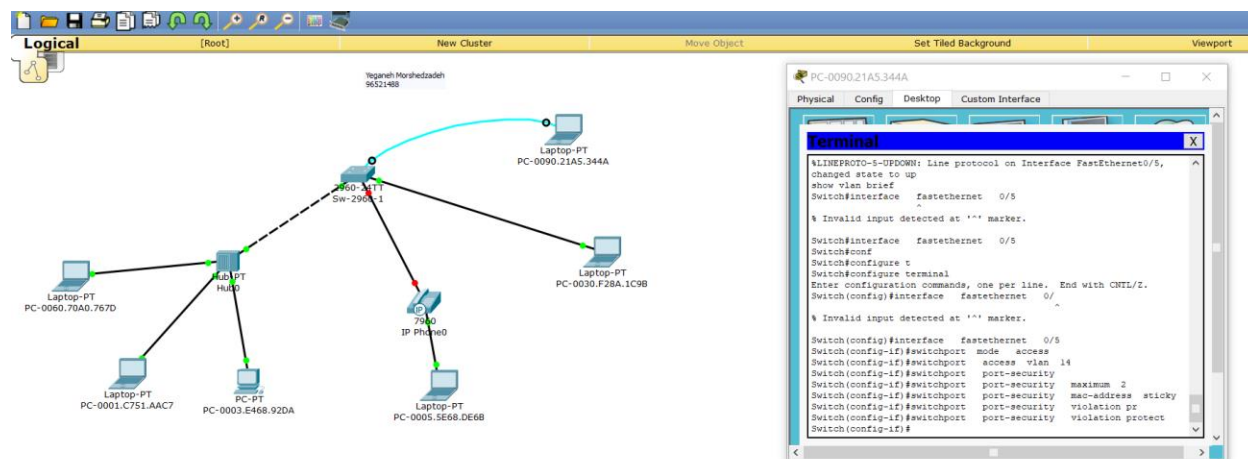 Logical
[Root]
New Cluster
Move Object
Set Tiled Background
Viewport
Yeganeh Morshedzadeh
96521488
Laptop-PT
PC-0090.21A5.344A
2960-24TT
Sw-2960-1
Hub-PT
Hub0
Laptop-PT
PC-0060.70A0.767D
Laptop-PT
PC-0030.F28A.1C9B
IP
7960
IP Phone0
Laptop-PT
PC-0001.C751.AAC7
PC-PT
PC-0003.E468.92DA
Laptop-PT
PC-0005.5E68.DE6B
PC-0090.21A5.344A
Physical Config Desktop Custom Interface
Terminal
X
%LINEPROTO-5-UPDOWN: Line protocol on Interface FastEthernet0/5,
changed state to up
show vlan brief
Switch#interface fastethernet 0/5
^
% Invalid input detected at '^' marker.
Switch#interface fastethernet 0/5
Switch#conf
Switch#configure t
Switch#configure terminal
Enter configuration commands, one per line. End with CNTL/Z.
Switch(config)#interface fastethernet 0/
^
% Invalid input detected at '^' marker.
Switch(config)#interface fastethernet 0/5
Switch(config-if)#switchport mode access
Switch(config-if)#switchport access vlan 14
Switch(config-if)#switchport port-security
Switch(config-if)#switchport port-security maximum 2
Switch(config-if)#switchport port-security mac-address sticky
Switch(config-if)#switchport port-security violation pr
Switch(config-if)#switchport port-security violation protect
Switch(config-if)#